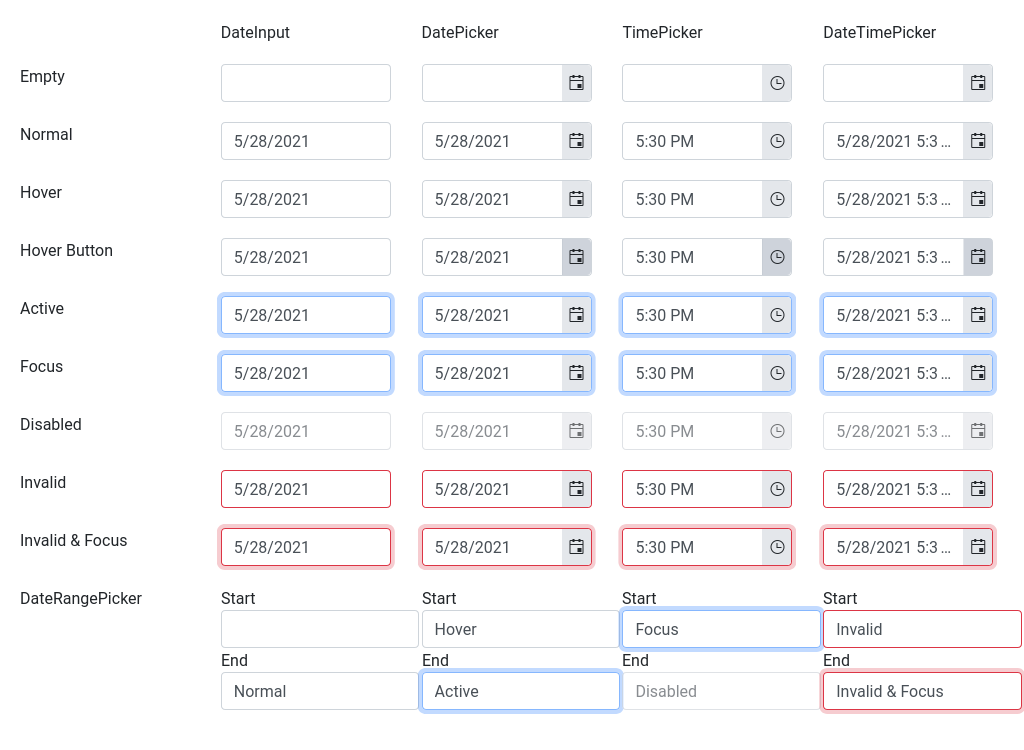 DateInput DatePicker TimePicker DateTimePicker
Empty
Normal 5/28/2021 5/28/2021 5:30 PM 5/28/2021 5:3...
Hover 5/28/2021 5/28/2021 5:30 PM 5/28/2021 5:3...
Hover Button 5/28/2021 5/28/2021 5:30 PM 5/28/2021 5:3...
Active 5/28/2021 5/28/2021 5:30 PM 5/28/2021 5:3...
Focus 5/28/2021 5/28/2021 5:30 PM 5/28/2021 5:3...
Disabled 5/28/2021 5/28/2021 5:30 PM 5/28/2021 5:3...
Invalid 5/28/2021 5/28/2021 5:30 PM 5/28/2021 5:3...
Invalid & Focus 5/28/2021 5/28/2021 5:30 PM 5/28/2021 5:3...
DateRangePicker Start Start Start Start
Hover Focus Invalid
End End End End
Normal Active Disabled Invalid & Focus